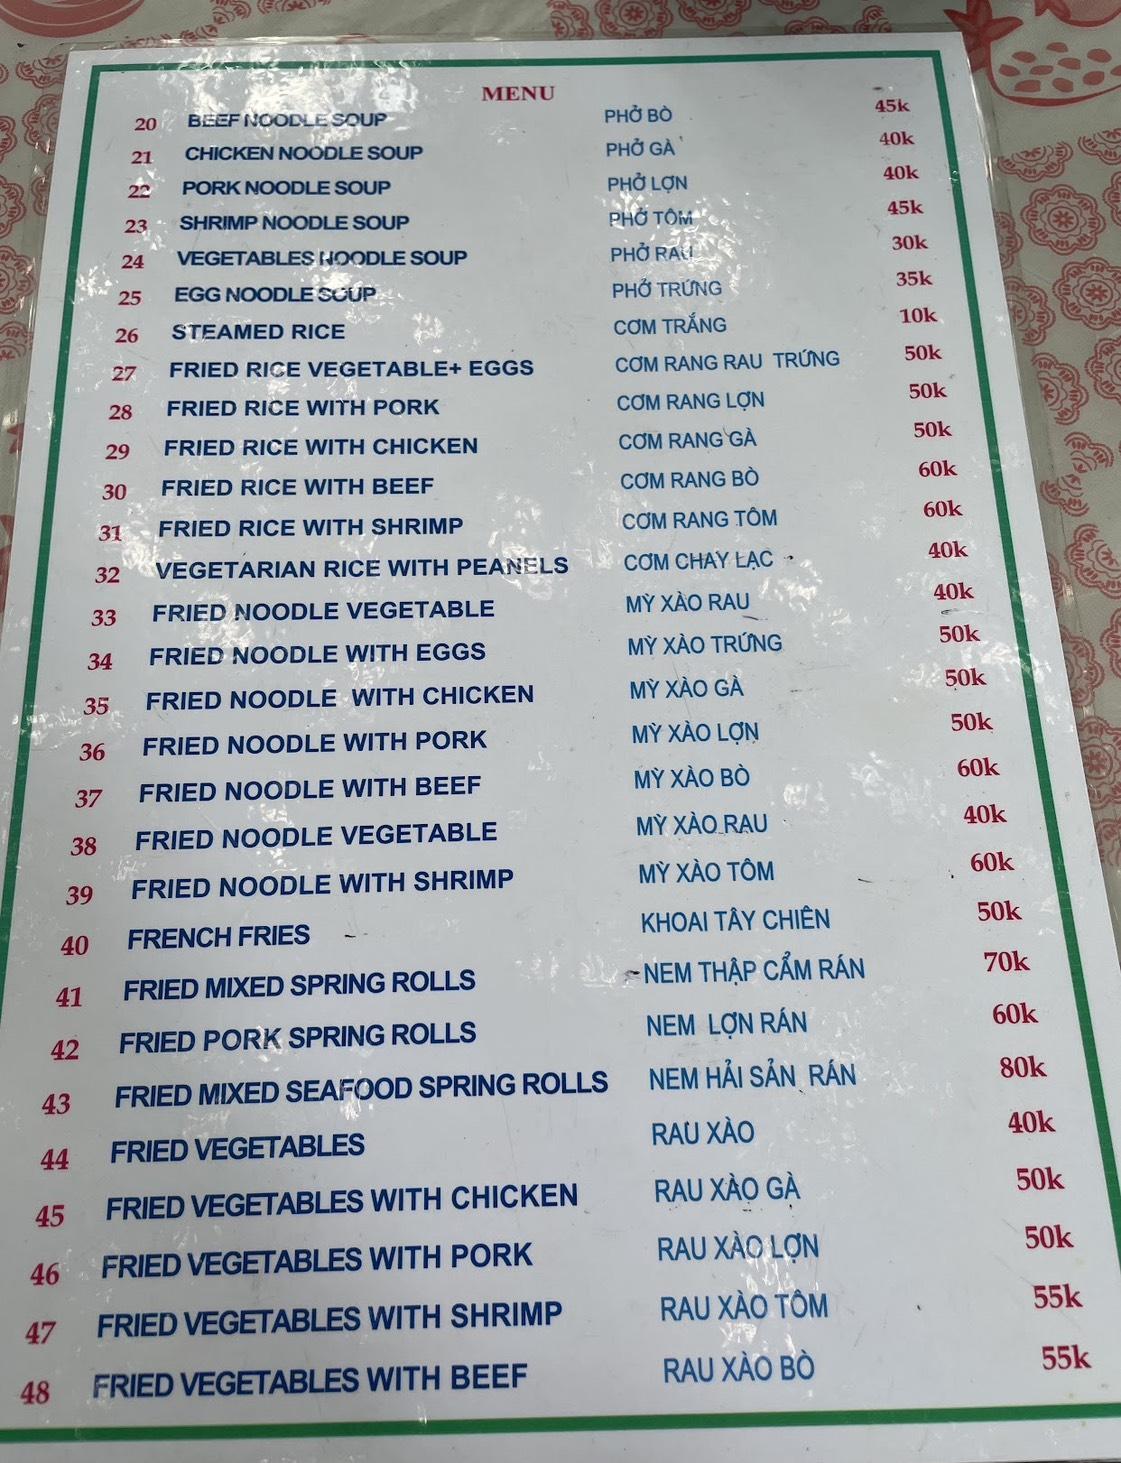 MENU
20 BEEF NOODLE SOUP PHỞ BÒ 45k
21 CHICKEN NOODLE SOUP PHỞ GÀ 40k
22 PORK NOODLE SOUP PHỞ LỢN 40k
23 SHRIMP NOODLE SOUP PHỞ TÔM 45k
24 VEGETABLES NOODLE SOUP PHỞ RAU 30k
25 EGG NOODLE SOUP PHỞ TRỨNG 35k
26 STEAMED RICE CƠM TRẮNG 10k
27 FRIED RICE VEGETABLE+ EGGS CƠM RANG RAU TRỨNG 50k
28 FRIED RICE WITH PORK CƠM RANG LỢN 50k
29 FRIED RICE WITH CHICKEN CƠM RANG GÀ 50k
30 FRIED RICE WITH BEEF CƠM RANG BÒ 60k
31 FRIED RICE WITH SHRIMP CƠM RANG TÔM 60k
32 VEGETARIAN RICE WITH PEANELS CƠM CHAY LẠC 40k
33 FRIED NOODLE VEGETABLE MỲ XÀO RAU 40k
34 FRIED NOODLE WITH EGGS MỲ XÀO TRỨNG 50k
35 FRIED NOODLE WITH CHICKEN MỲ XÀO GÀ 50k
36 FRIED NOODLE WITH PORK MỲ XÀO LỢN 50k
37 FRIED NOODLE WITH BEEF MỲ XÀO BÒ 60k
38 FRIED NOODLE VEGETABLE MỲ XÀO RAU 40k
39 FRIED NOODLE WITH SHRIMP MỲ XÀO TÔM 60k
40 FRENCH FRIES KHOAI TÂY CHIÊN 50k
41 FRIED MIXED SPRING ROLLS NEM THẬP CẨM RÁN 70k
42 FRIED PORK SPRING ROLLS NEM LỢN RÁN 60k
43 FRIED MIXED SEAFOOD SPRING ROLLS NEM HẢI SẢN RÁN 80k
44 FRIED VEGETABLES RAU XÀO 40k
45 FRIED VEGETABLES WITH CHICKEN RAU XÀO GÀ 50k
46 FRIED VEGETABLES WITH PORK RAU XÀO LỢN 50k
47 FRIED VEGETABLES WITH SHRIMP RAU XÀO TÔM 55k
48 FRIED VEGETABLES WITH BEEF RAU XÀO BÒ 55k